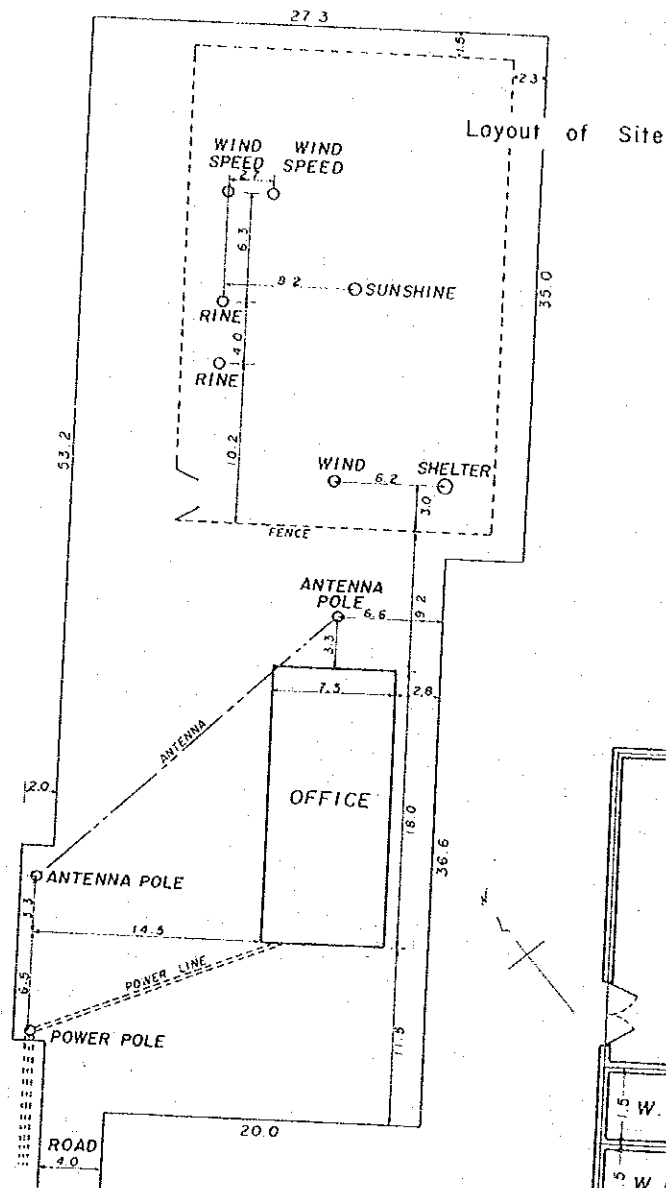 27.3
1.5
2.3
Layout of Site
WIND SPEED
WIND SPEED
2.7
6.3
9.2
SUNSHINE
35.0
RINE
4.0
RINE
53.2
10.2
WIND
6.2
SHELTER
3.0
FENCE
ANTENNA POLE
6.6
9.2
3.3
7.5
2.8
ANTENNA
2.0
OFFICE
18.0
36.6
ANTENNA POLE
3.3
14.5
6.5
POWER LINE
POWER POLE
11.5
1.5
W.
20.0
ROAD
4.0
.5
W.